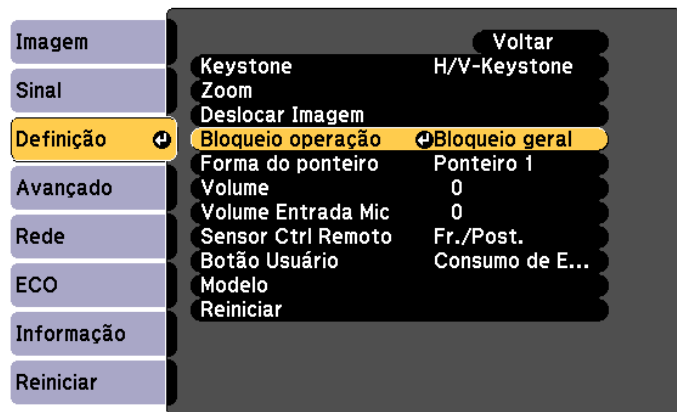 Imagem
Sinal
Definição
Avançado
Rede
ECO
Informação
Reiniciar
Voltar
Keystone H/V-Keystone
Zoom
Deslocar Imagem
Bloqueio operação Bloqueio geral
Forma do ponteiro Ponteiro 1
Volume 0
Volume Entrada Mic 0
Sensor Ctrl Remoto Fr./Post.
Botão Usuário Consumo de E...
Modelo
Reiniciar